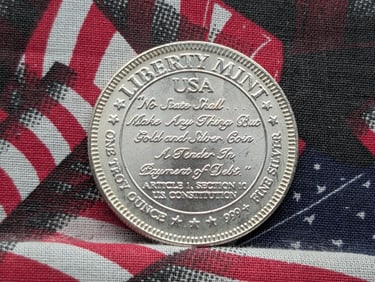 LIBERTY MINT
USA
"No State Shall . . .
Make Any Thing But
Gold and Silver Coin
A Tender In
Payment of Debt."
ARTICLE 1, SECTION 10
U.S. CONSTITUTION
ONE TROY OUNCE
.999 FINE SILVER